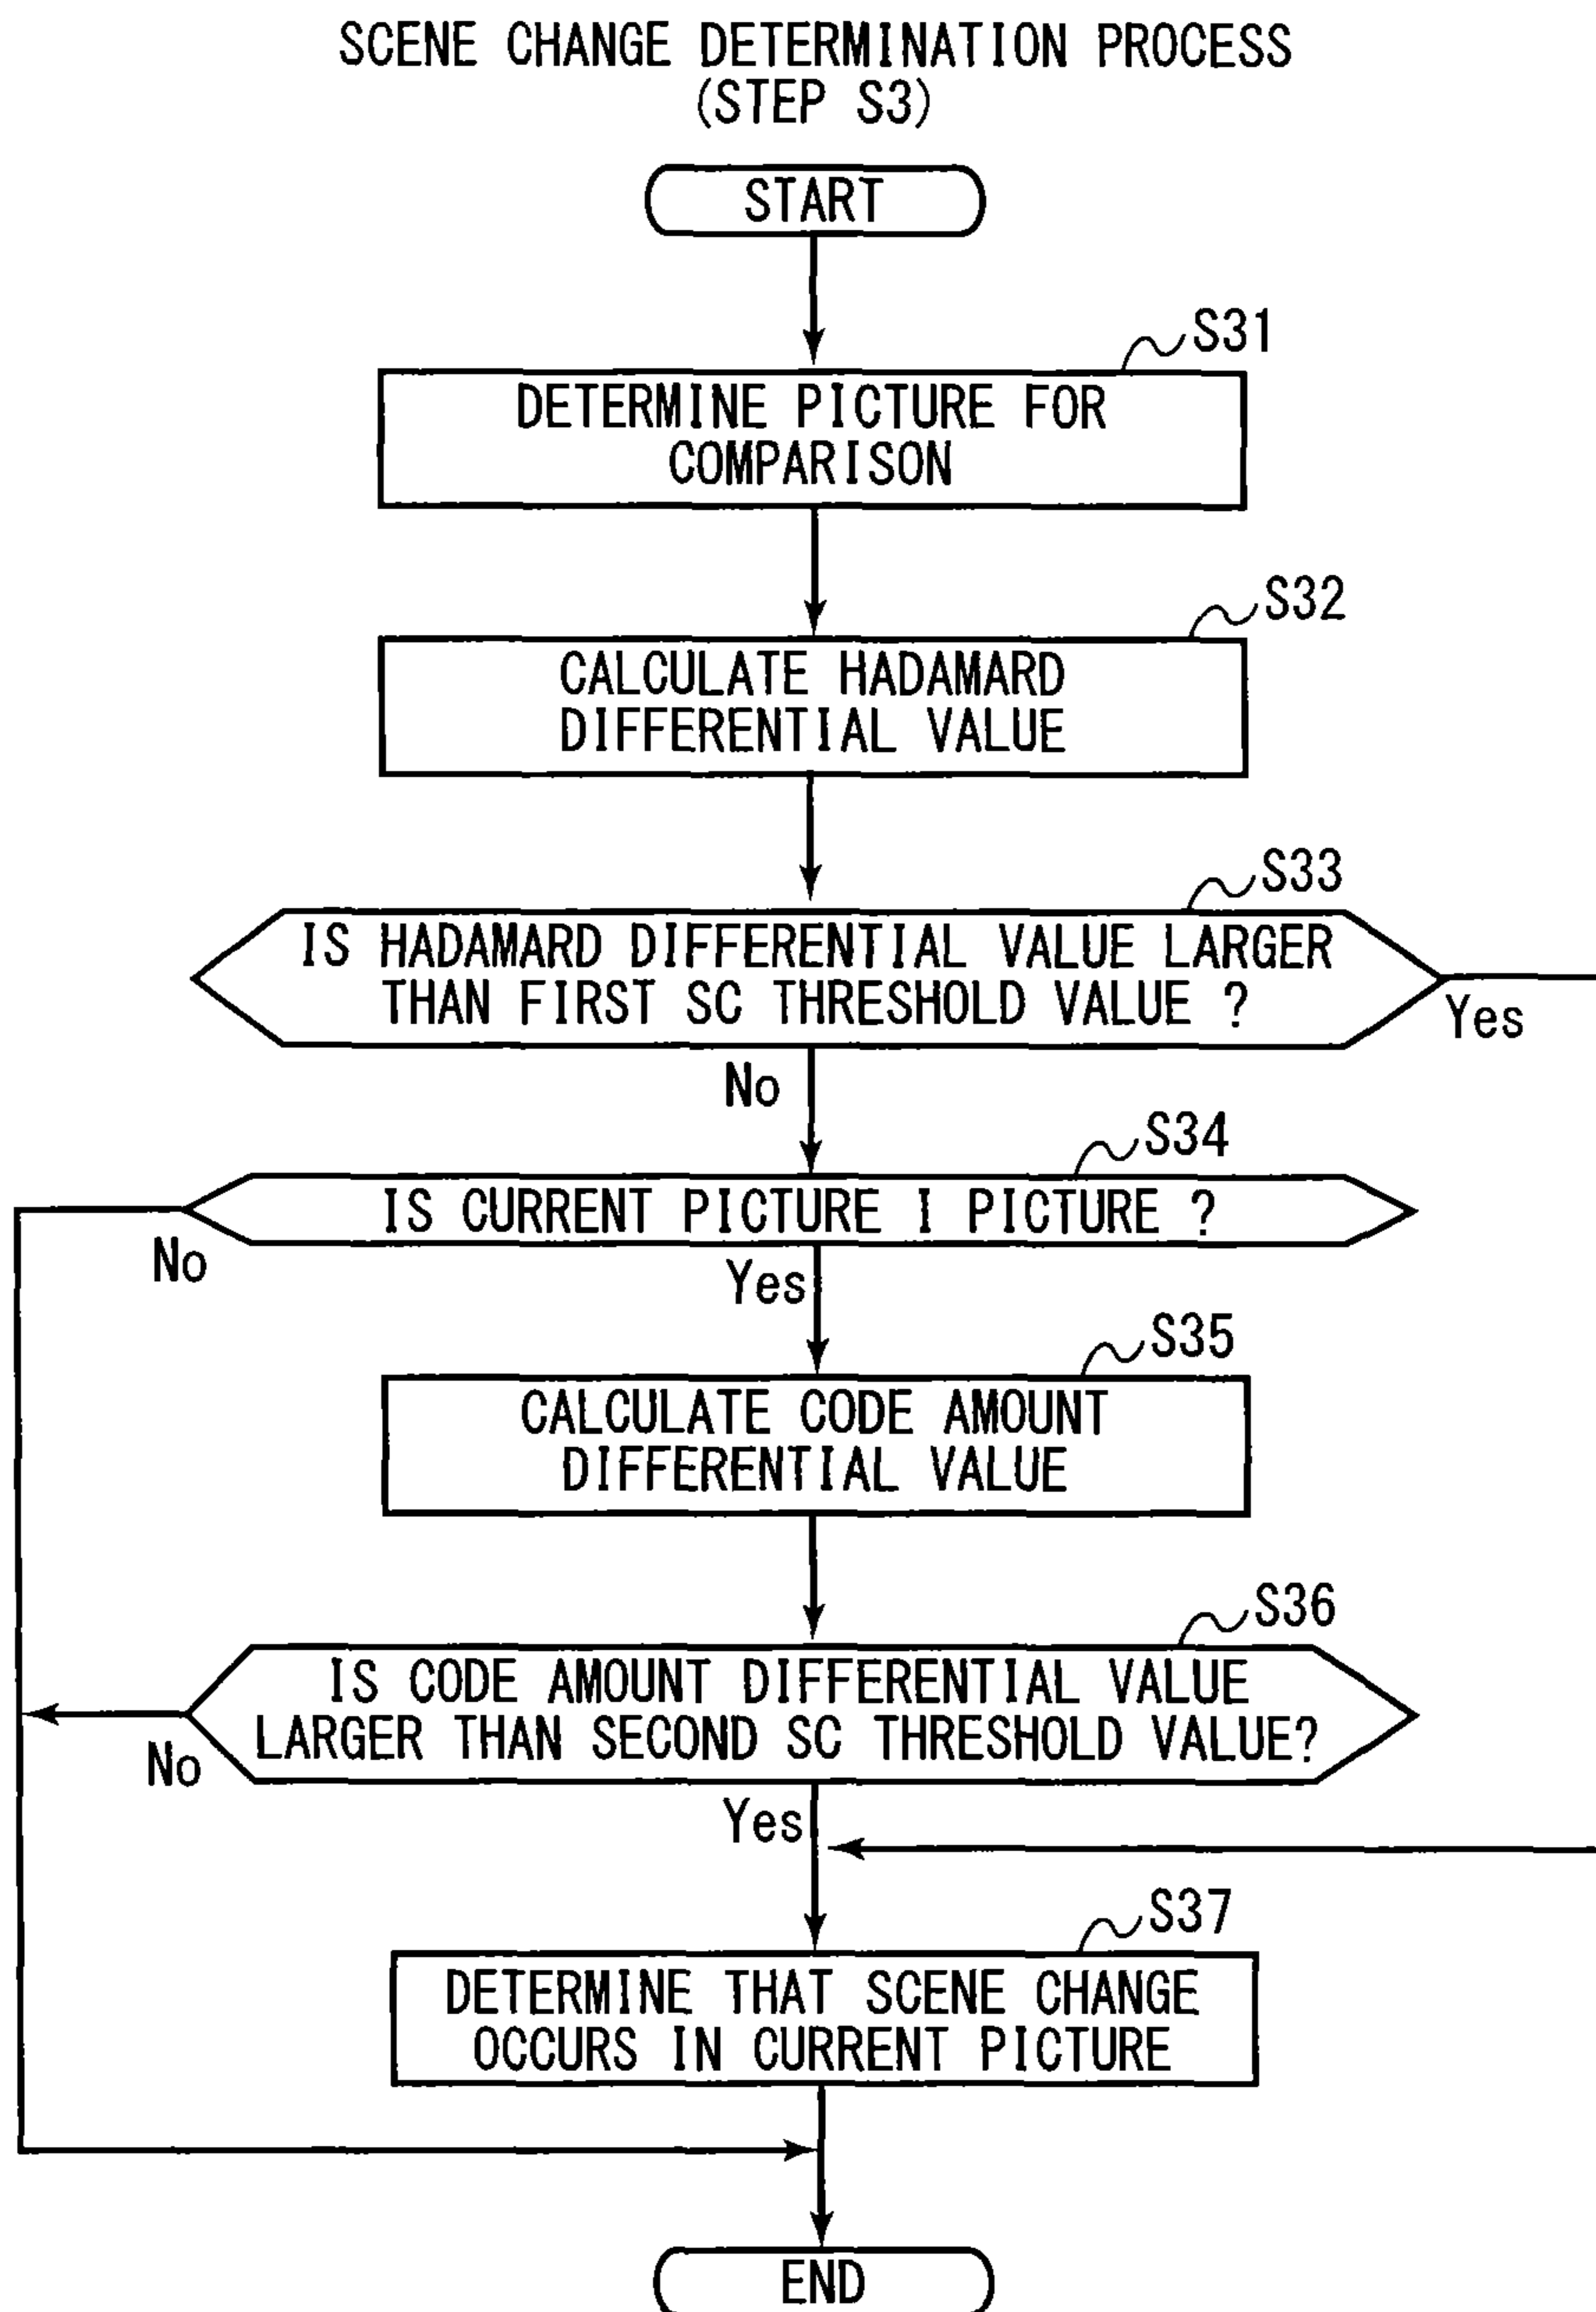 SCENE CHANGE DETERMINATION PROCESS
(STEP S3)
START
S31
DETERMINE PICTURE FOR
COMPARISON
S32
CALCULATE HADAMARD
DIFFERENTIAL VALUE
S33
IS HADAMARD DIFFERENTIAL VALUE LARGER
THAN FIRST SC THRESHOLD VALUE ?
Yes
No
S34
IS CURRENT PICTURE I PICTURE ?
No
Yes
S35
CALCULATE CODE AMOUNT
DIFFERENTIAL VALUE
S36
IS CODE AMOUNT DIFFERENTIAL VALUE
LARGER THAN SECOND SC THRESHOLD VALUE?
No
Yes
S37
DETERMINE THAT SCENE CHANGE
OCCURS IN CURRENT PICTURE
END